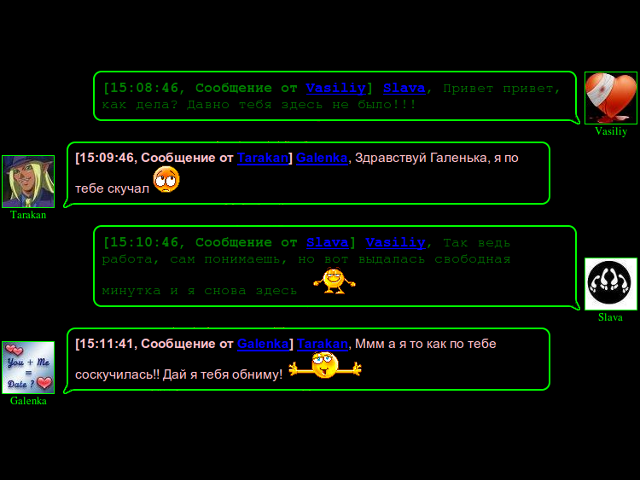 [15:08:46, Сообщение от Vasiliy] Slava, Привет привет,
как дела? Давно тебя здесь не было!!!
Vasiliy
[15:09:46, Сообщение от Tarakan] Galenka, Здравствуй Галенька, я по
тебе скучал
Tarakan
[15:10:46, Сообщение от Slava] Vasiliy, Так ведь
работа, сам понимаешь, но вот выдалась свободная
минутка и я снова здесь
Slava
[15:11:41, Сообщение от Galenka] Tarakan, Ммм а я то как по тебе
соскучилась!! Дай я тебя обниму!
You + Me
=
Date ?
Galenka